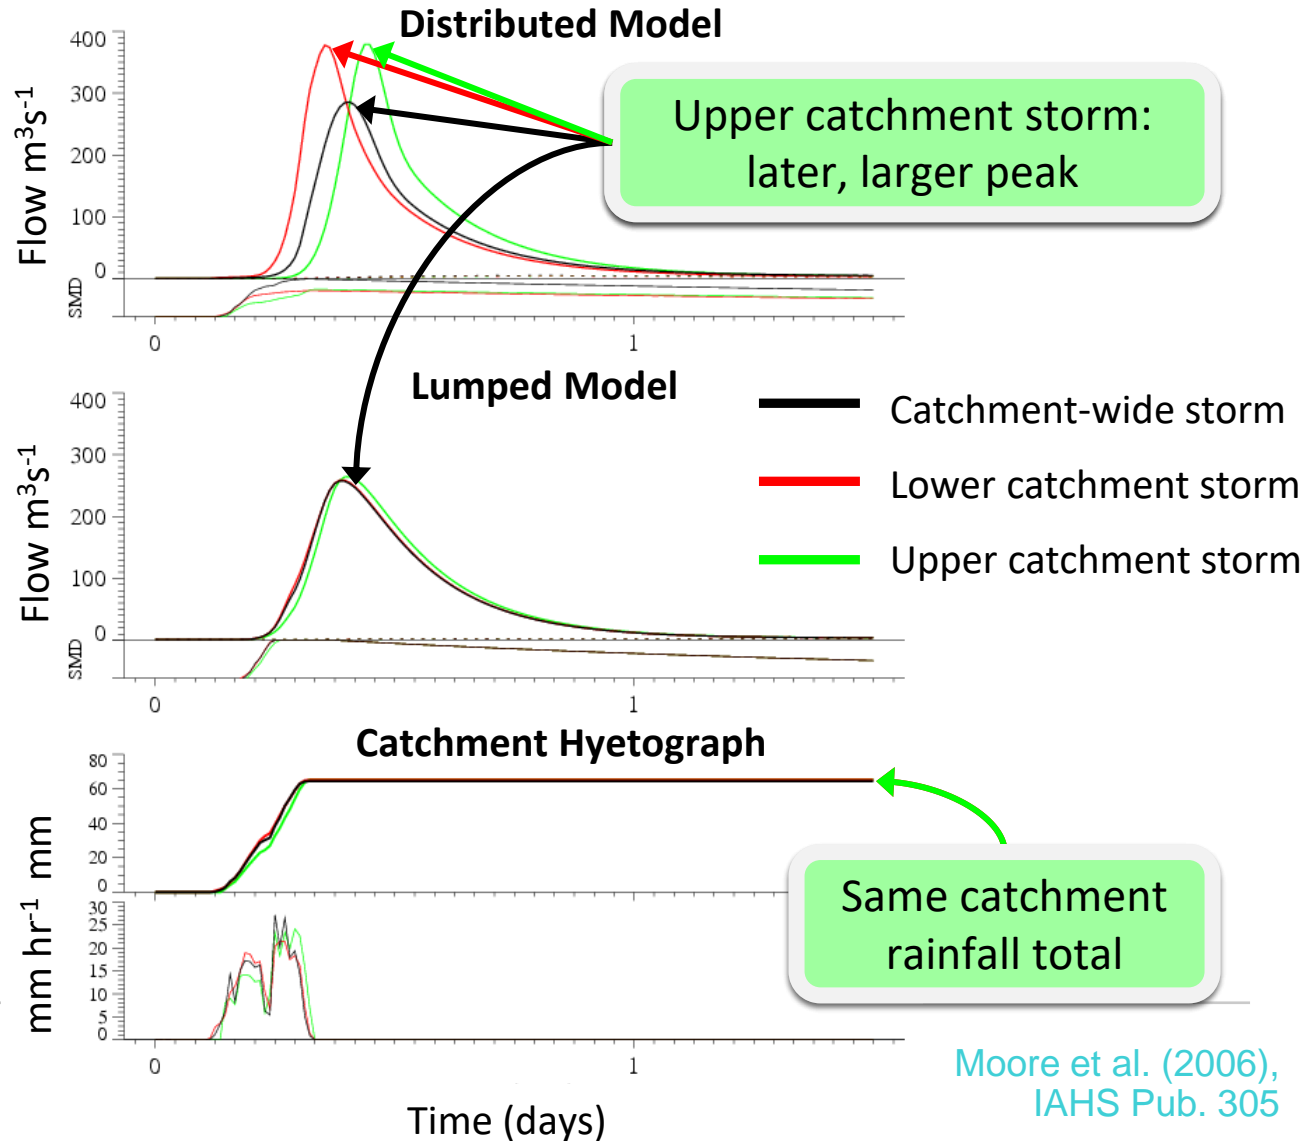 Distributed Model
400
300
200
100
0
Flow m³s⁻¹
SMD
0
1
Upper catchment storm:
later, larger peak
Lumped Model
400
300
200
100
0
Flow m³s⁻¹
SMD
0
1
Catchment-wide storm
Lower catchment storm
Upper catchment storm
Catchment Hyetograph
80
60
40
20
0
mm
30
25
20
15
10
5
0
mm hr⁻¹
0
1
Same catchment
rainfall total
Time (days)
Moore et al. (2006),
IAHS Pub. 305